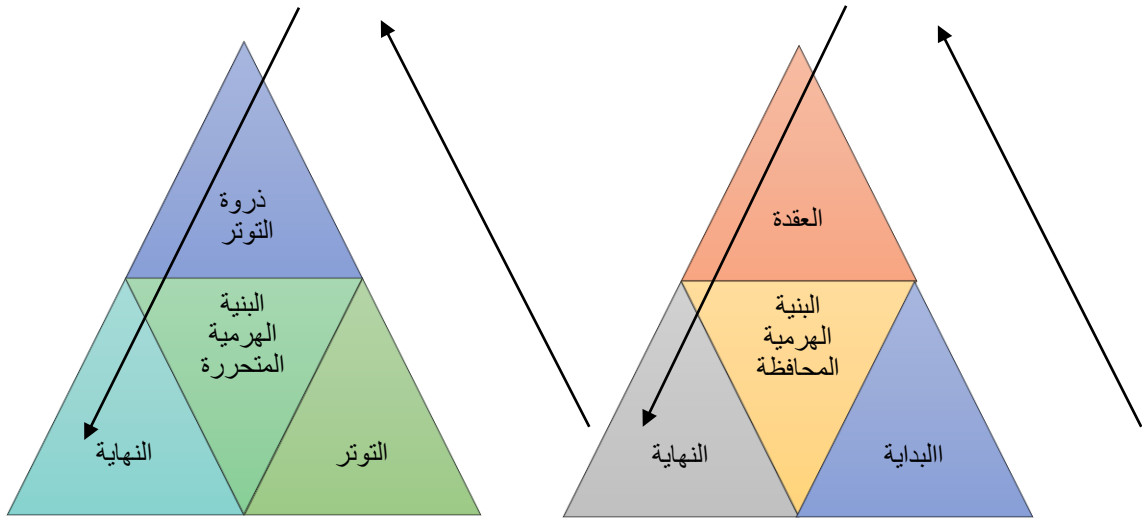 العقدة
البنية
الهرمية
المحافظة
االبداية
النهاية
ذروة
التوتر
البنية
الهرمية
المتحررة
التوتر
النهاية